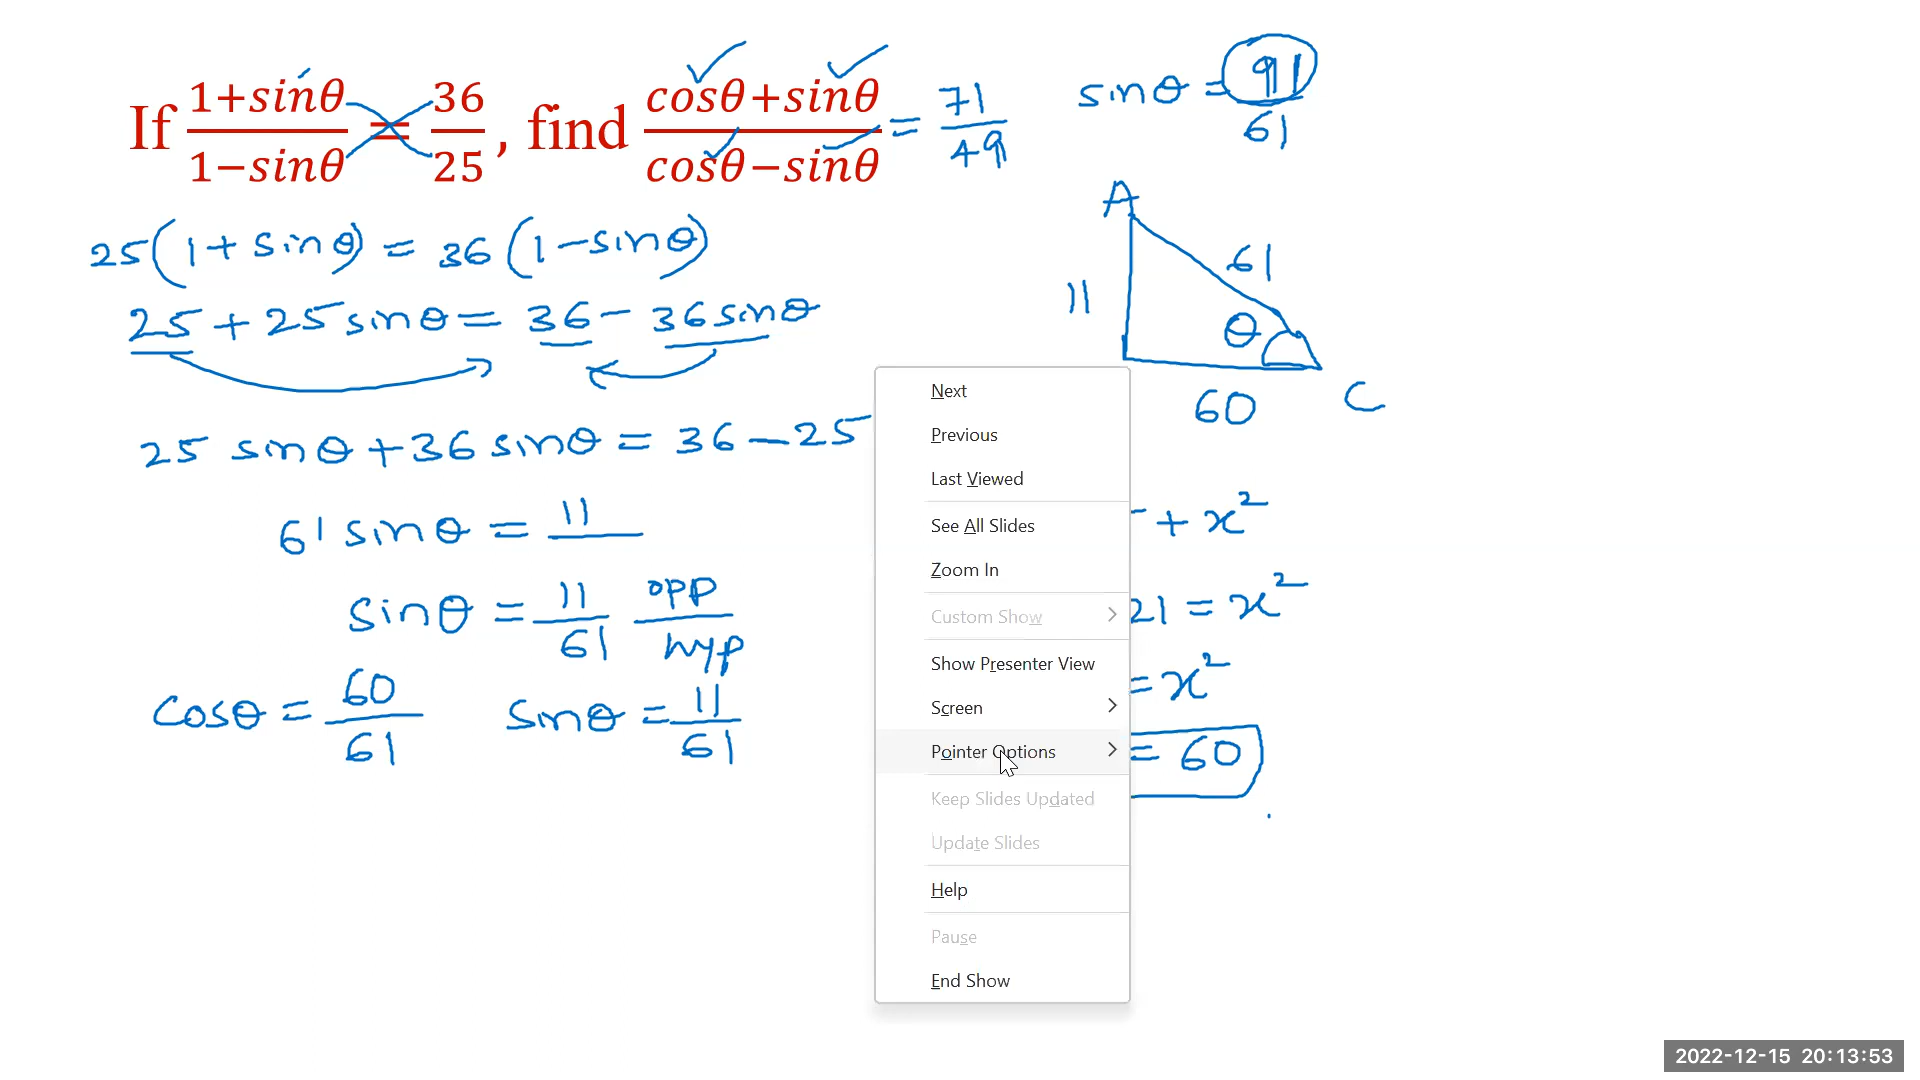 If (1+sinθ)/(1−sinθ) = 36/25, find (cosθ+sinθ)/(cosθ−sinθ) = 71/49
sinθ = 91/61
A
61
11
θ
60
C
25(1+sinθ) = 36(1−sinθ)
25+25sinθ = 36−36sinθ
25 sinθ+36 sinθ = 36−25
61 sinθ = 11
sinθ = 11/61 opp/hyp
cosθ = 60/61 sinθ = 11/61
+ x²
21 = x²
= x²
= 60
Next
Previous
Last Viewed
See All Slides
Zoom In
Custom Show
Show Presenter View
Screen
Pointer Options
Keep Slides Updated
Update Slides
Help
Pause
End Show
2022-12-15 20:13:53